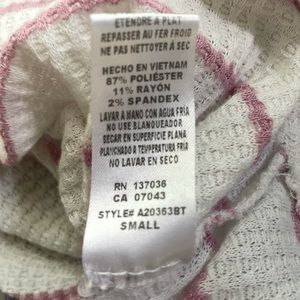 ETENDRE À PLAT
REPASSER AU FER FROID
NE PAS NETTOYER À SEC
HECHO EN VIETNAM
87% POLIÉSTER
11% RAYÓN
2% SPANDEX
LAVAR A MANO CON AGUA FRÍA
NO USE BLANQUEADOR
SECAR EN SUPERFICIE PLANA
PLANCHADO A TEMPERATURA FRÍA
NO LAVAR EN SECO
RN 137036
CA 07043
STYLE# A20363BT
SMALL